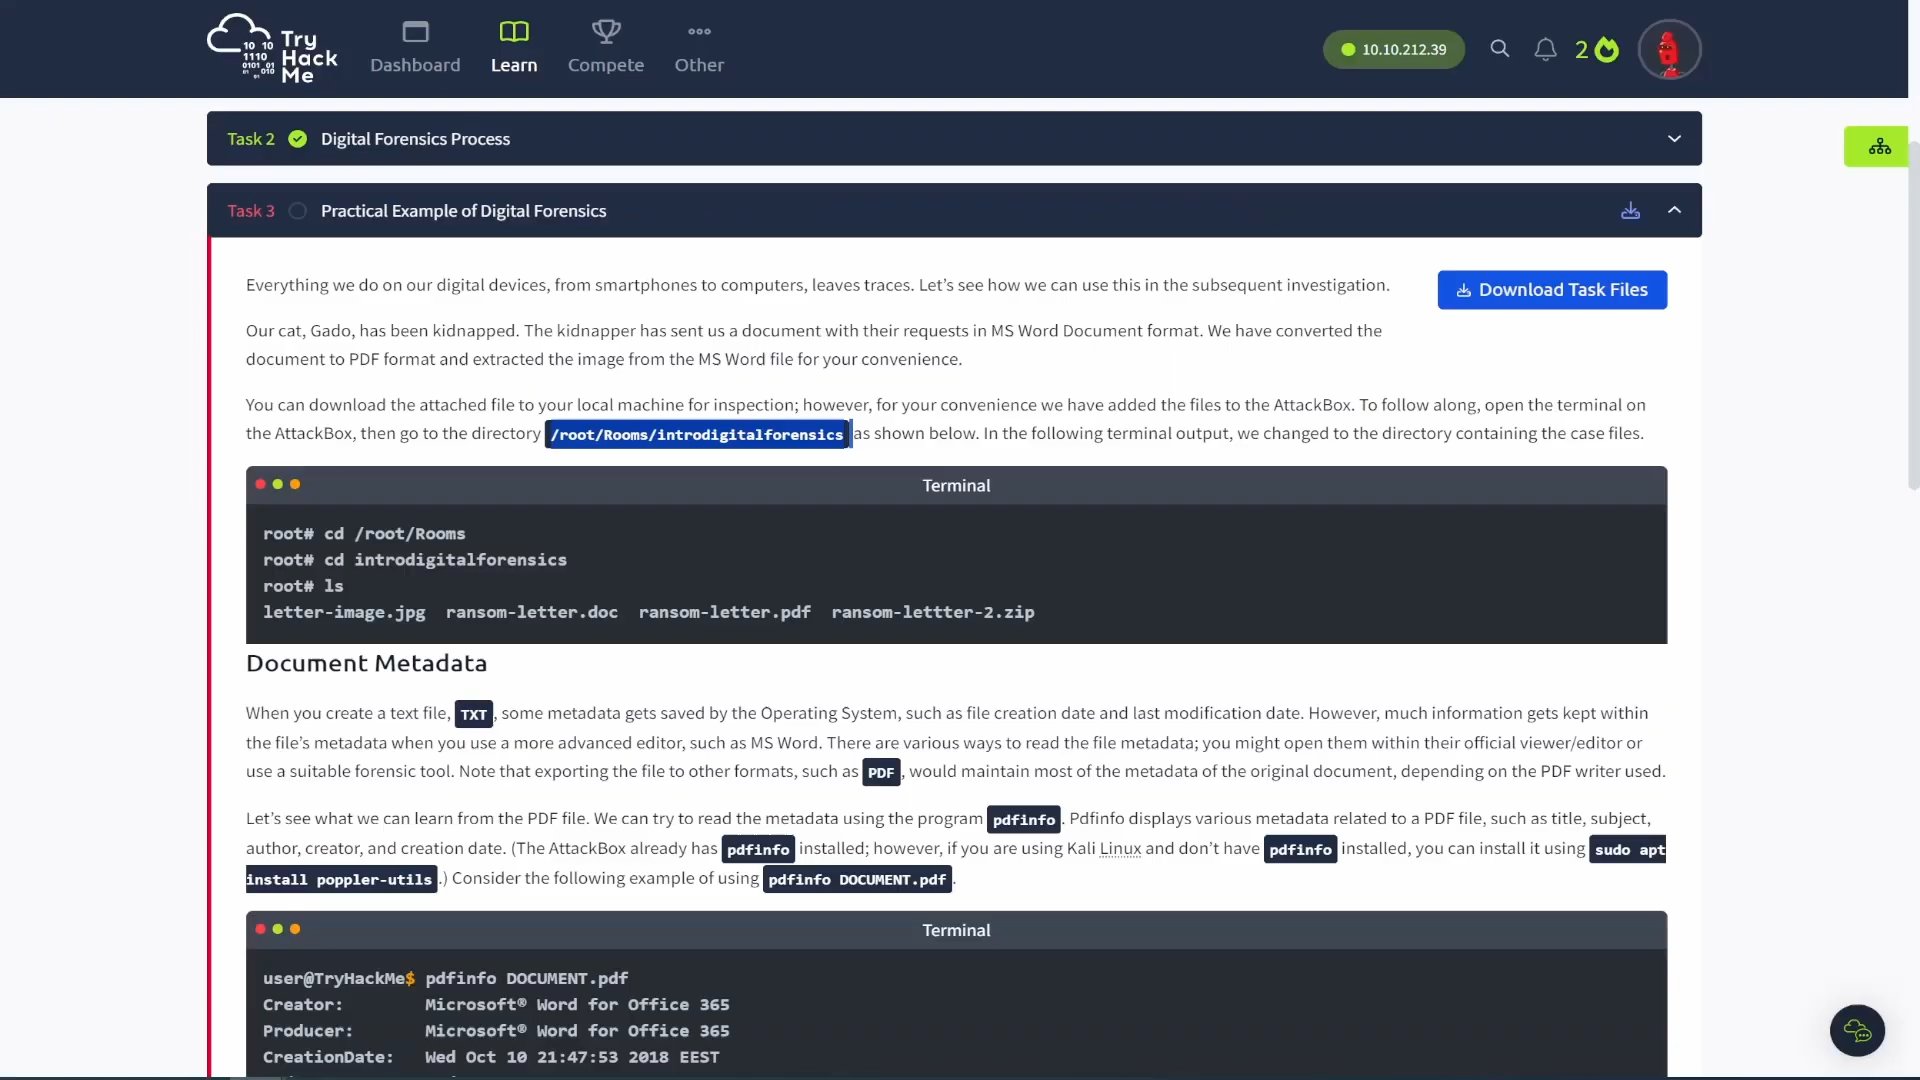 Try
Hack
Me
Dashboard
Learn
Compete
Other
10.10.212.39
2
Task 2
Digital Forensics Process
Task 3
Practical Example of Digital Forensics
Everything we do on our digital devices, from smartphones to computers, leaves traces. Let’s see how we can use this in the subsequent investigation.
Download Task Files
Our cat, Gado, has been kidnapped. The kidnapper has sent us a document with their requests in MS Word Document format. We have converted the
document to PDF format and extracted the image from the MS Word file for your convenience.
You can download the attached file to your local machine for inspection; however, for your convenience we have added the files to the AttackBox. To follow along, open the terminal on
the AttackBox, then go to the directory /root/Rooms/introdigitalforensics as shown below. In the following terminal output, we changed to the directory containing the case files.
Terminal
root# cd /root/Rooms
root# cd introdigitalforensics
root# ls
letter-image.jpg ransom-letter.doc ransom-letter.pdf ransom-lettter-2.zip
Document Metadata
When you create a text file, TXT, some metadata gets saved by the Operating System, such as file creation date and last modification date. However, much information gets kept within
the file’s metadata when you use a more advanced editor, such as MS Word. There are various ways to read the file metadata; you might open them within their official viewer/editor or
use a suitable forensic tool. Note that exporting the file to other formats, such as PDF, would maintain most of the metadata of the original document, depending on the PDF writer used.
Let’s see what we can learn from the PDF file. We can try to read the metadata using the program pdfinfo. Pdfinfo displays various metadata related to a PDF file, such as title, subject,
author, creator, and creation date. (The AttackBox already has pdfinfo installed; however, if you are using Kali Linux and don’t have pdfinfo installed, you can install it using sudo apt
install poppler-utils.) Consider the following example of using pdfinfo DOCUMENT.pdf.
Terminal
user@TryHackMe$ pdfinfo DOCUMENT.pdf
Creator: Microsoft® Word for Office 365
Producer: Microsoft® Word for Office 365
CreationDate: Wed Oct 10 21:47:53 2018 EEST